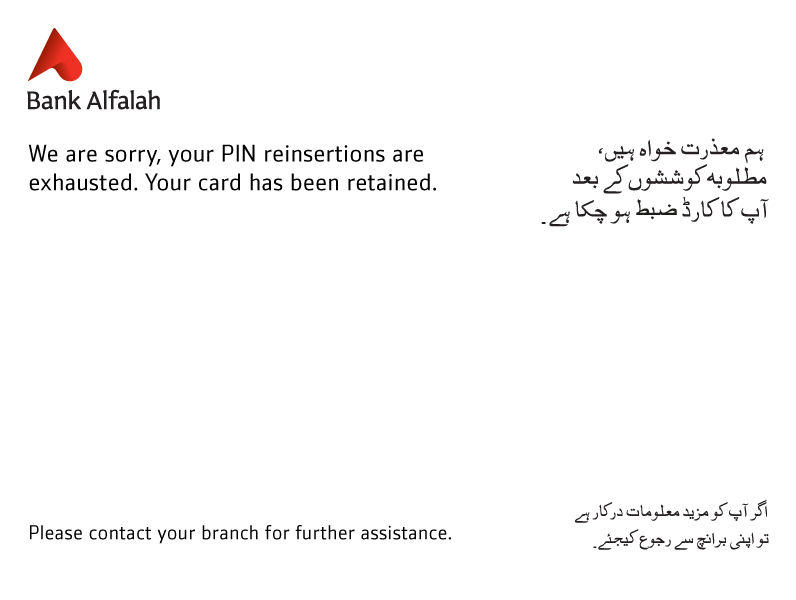 Bank Alfalah
We are sorry, your PIN reinsertions are
exhausted. Your card has been retained.
ہم معذرت خواہ ہیں،
مطلوبہ کوششوں کے بعد
آپ کا کارڈ ضبط ہو چکا ہے۔
Please contact your branch for further assistance.
اگر آپ کو مزید معلومات درکار ہے
تو اپنی برانچ سے رجوع کیجئے۔